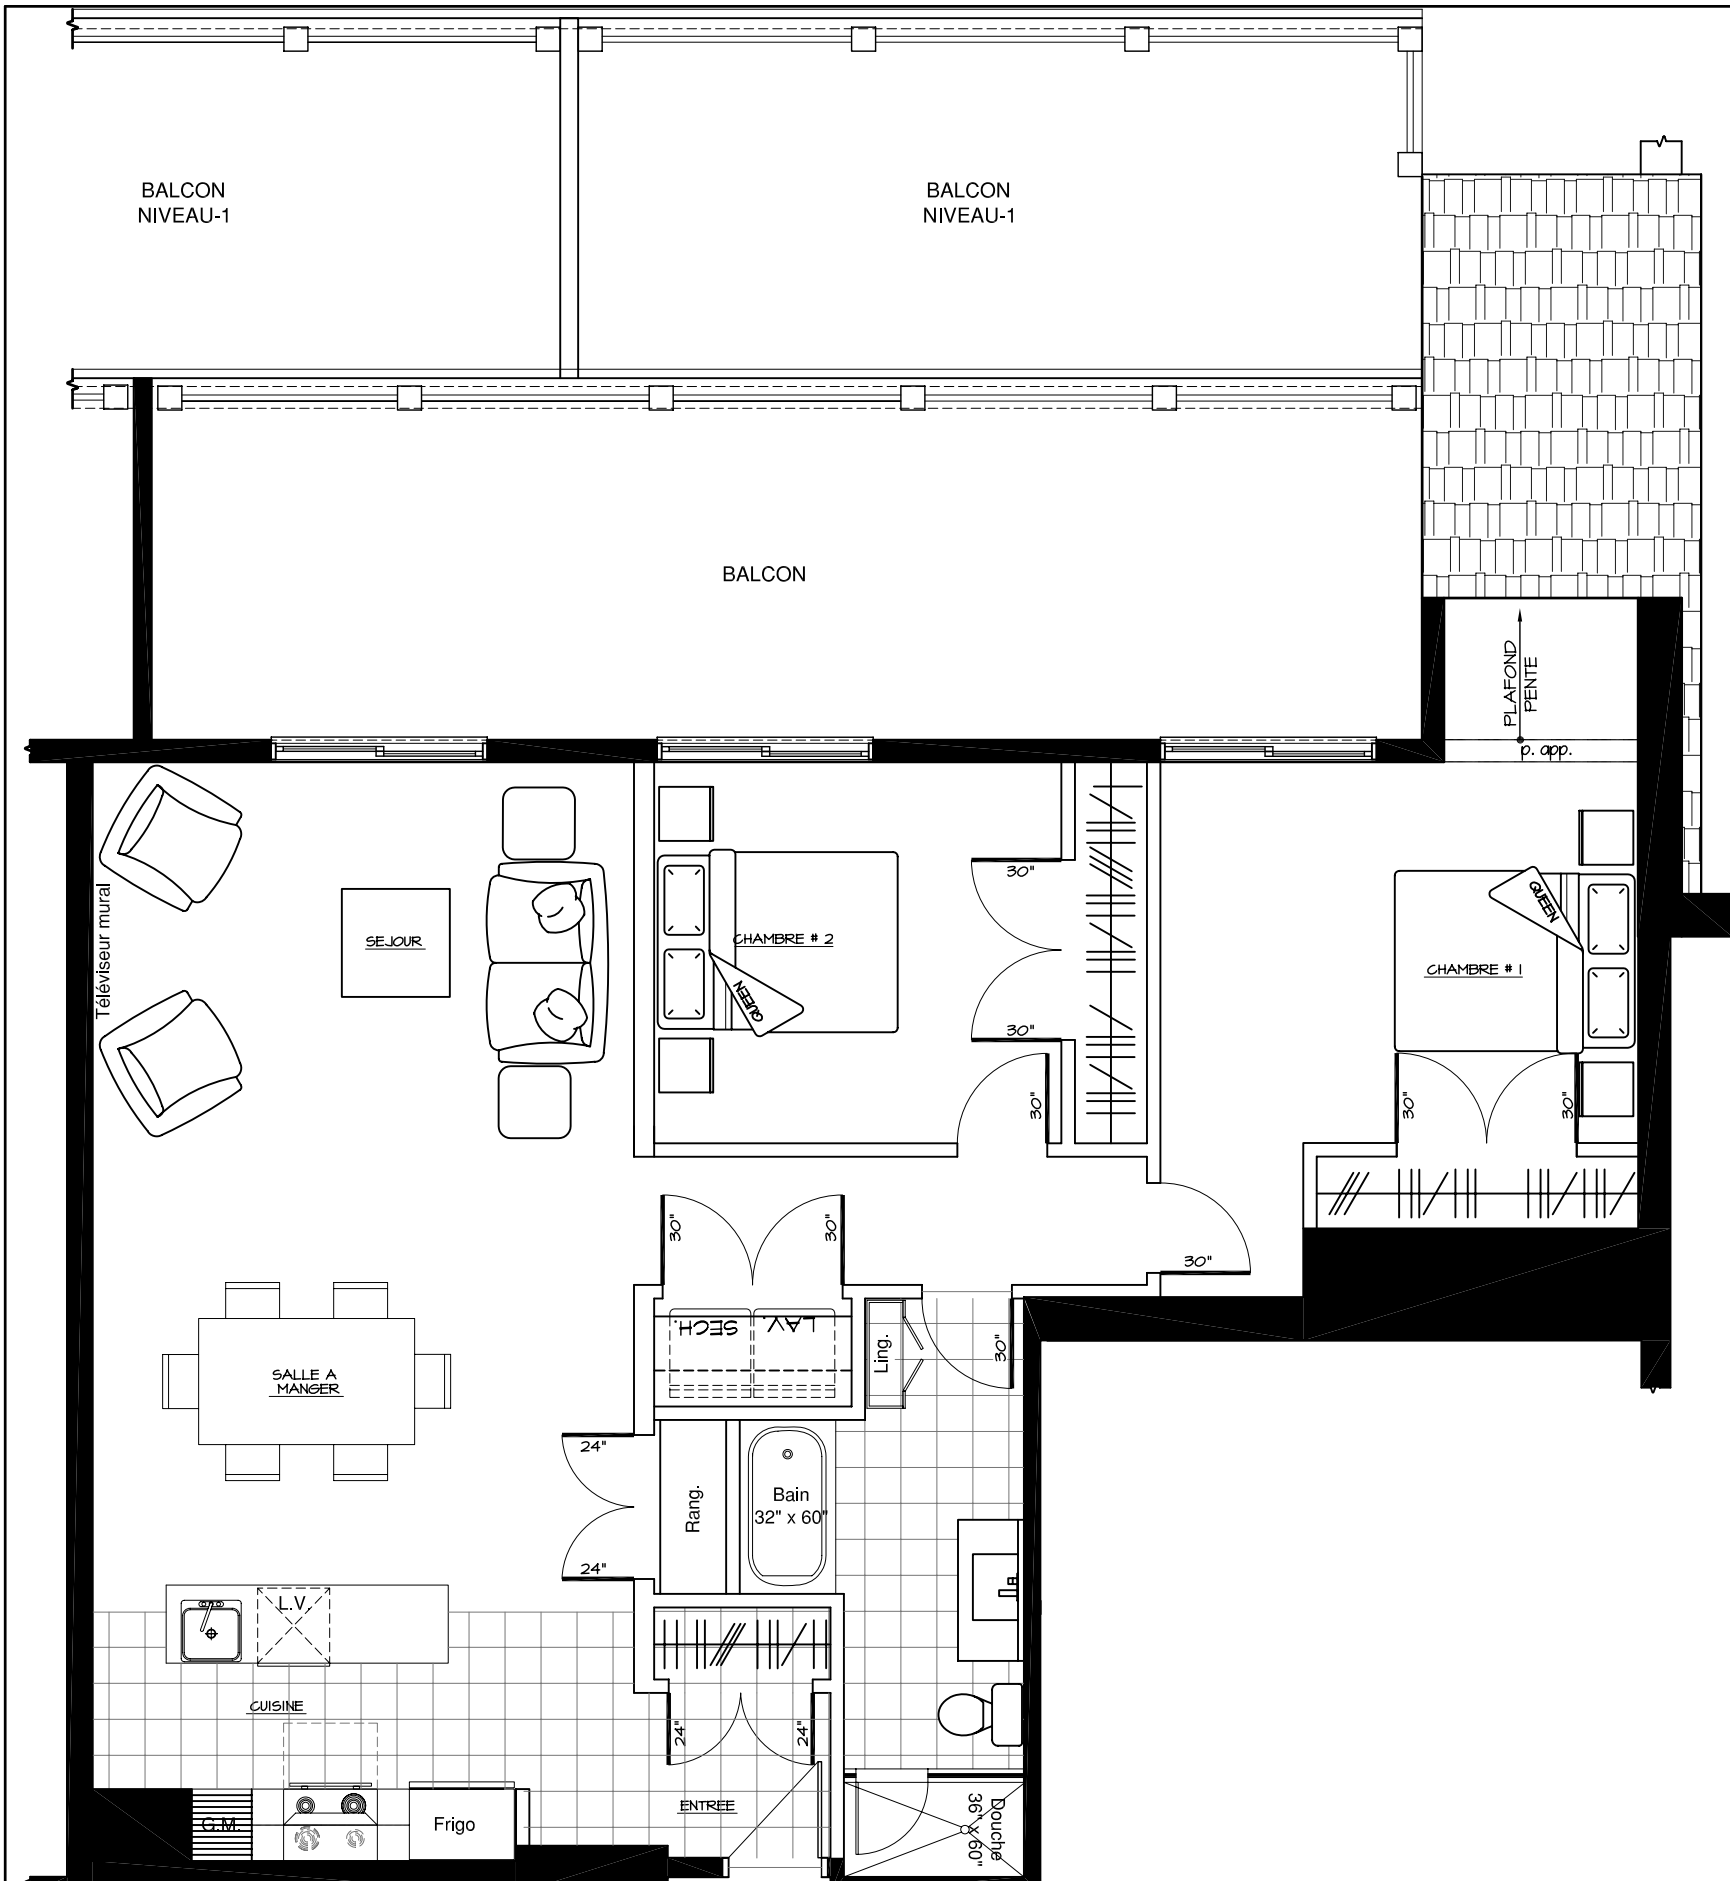 BALCON
NIVEAU-1
BALCON
NIVEAU-1
BALCON
PLAFOND
PENTE
p. app.
Téléviseur mural
SEJOUR
CHAMBRE # 2
QUEEN
30"
30"
30"
QUEEN
CHAMBRE # 1
30"
30"
30"
30"
30"
SECH.
LAV.
Ling.
30"
SALLE A
MANGER
24"
24"
Rang.
Bain
32" x 60"
L.V.
CUISINE
24"
24"
G.M.
Frigo
ENTREE
Douche
36" x 60"